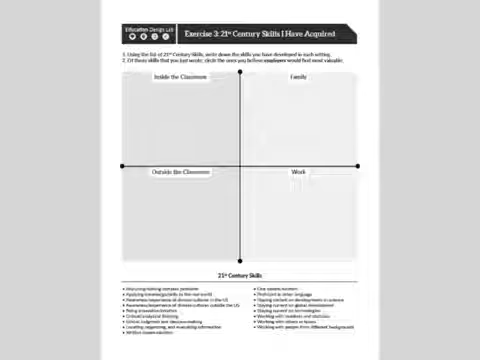 Education Design Lab
Exercise 3: 21st Century Skills I Have Acquired
1. Using the list of 21st Century Skills, write down the skills you have developed in each setting.
2. Of those skills that you just wrote, circle the ones you believe employers would find most valuable.
Inside the Classroom
Family
Outside the Classroom
Work
21st Century Skills
• Analyzing/solving complex problems
• Applying knowledge/skills to the real world
• Awareness/experience of diverse cultures in the US
• Awareness/experience of diverse cultures outside the US
• Being innovative/creative
• Critical/analytical thinking
• Ethical judgment and decision-making
• Locating, organizing, and evaluating information
• Written communication
• Oral communication
• Proficient in other language
• Staying current on developments in science
• Staying current on global developments
• Staying current on technologies
• Working with numbers and statistics
• Working with others in teams
• Working with people from different backgrounds